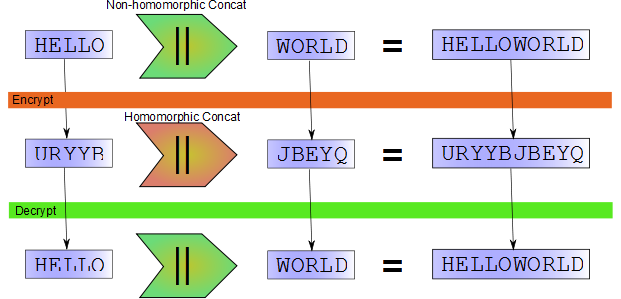 Non-homomorphic Concat
HELLO || WORLD = HELLOWORLD
Encrypt
Homomorphic Concat
URYYB || JBEYQ = URYYBJBEYQ
Decrypt
HELLO || WORLD = HELLOWORLD